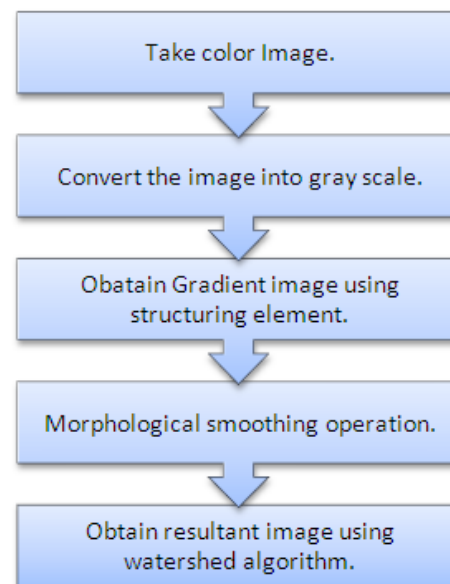 Take color Image.
Convert the image into gray scale.
Obatain Gradient image using
structuring element.
Morphological smoothing operation.
Obtain resultant image using
watershed algorithm.